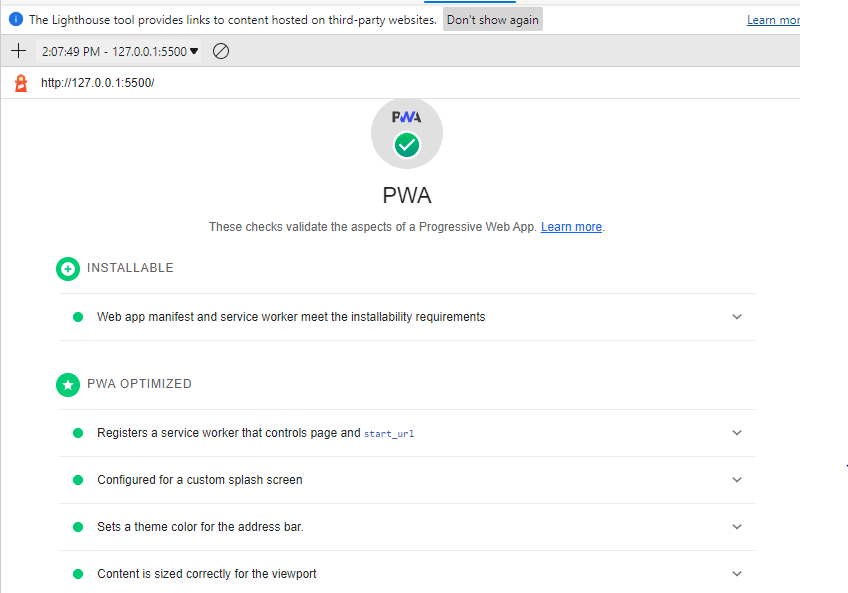 The Lighthouse tool provides links to content hosted on third-party websites. Don't show again Learn mor
2:07:49 PM - 127.0.0.1:5500
http://127.0.0.1:5500/
PWA
PWA
These checks validate the aspects of a Progressive Web App. Learn more.
INSTALLABLE
Web app manifest and service worker meet the installability requirements
PWA OPTIMIZED
Registers a service worker that controls page and start_url
Configured for a custom splash screen
Sets a theme color for the address bar.
Content is sized correctly for the viewport